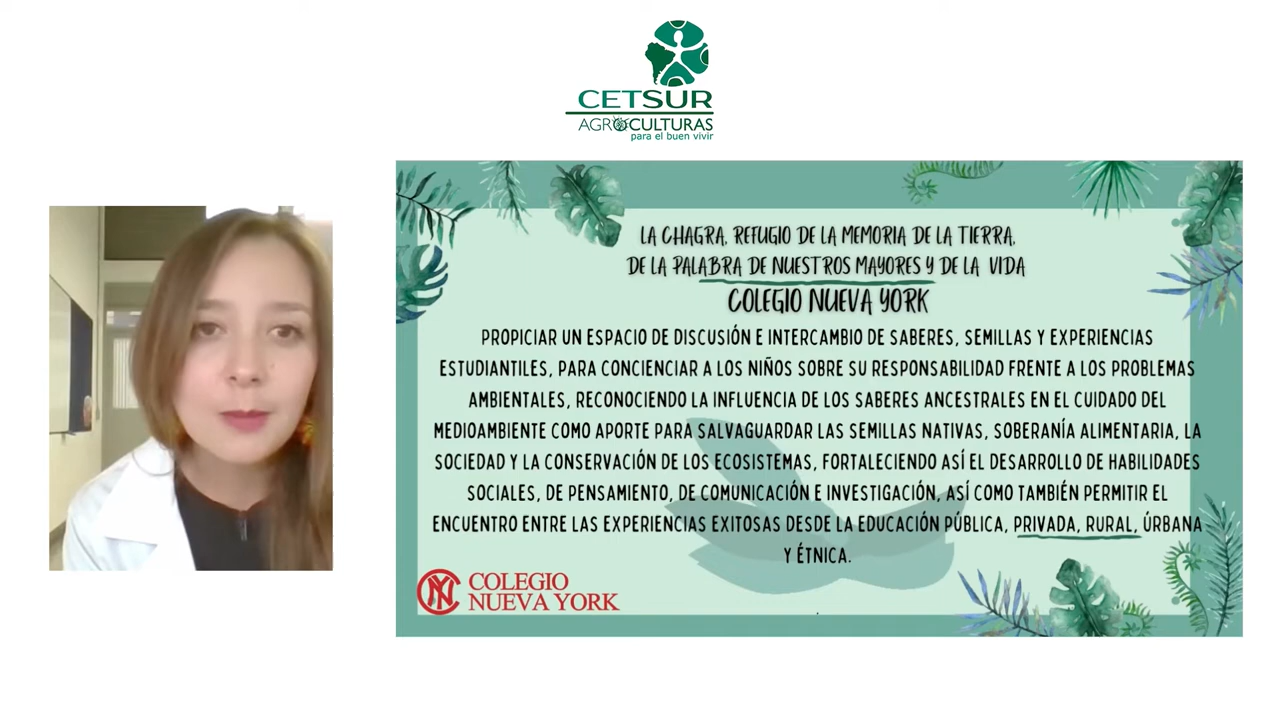 CETSUR
AGROCULTURAS
para el buen vivir
LA CHAGRA, REFUGIO DE LA MEMORIA DE LA TIERRA,
DE LA PALABRA DE NUESTROS MAYORES Y DE LA VIDA
COLEGIO NUEVA YORK
PROPICIAR UN ESPACIO DE DISCUSIÓN E INTERCAMBIO DE SABERES, SEMILLAS Y EXPERIENCIAS
ESTUDIANTILES, PARA CONCIENCIAR A LOS NIÑOS SOBRE SU RESPONSABILIDAD FRENTE A LOS PROBLEMAS
AMBIENTALES, RECONOCIENDO LA INFLUENCIA DE LOS SABERES ANCESTRALES EN EL CUIDADO DEL
MEDIOAMBIENTE COMO APORTE PARA SALVAGUARDAR LAS SEMILLAS NATIVAS, SOBERANÍA ALIMENTARIA, LA
SOCIEDAD Y LA CONSERVACIÓN DE LOS ECOSISTEMAS, FORTALECIENDO ASÍ EL DESARROLLO DE HABILIDADES
SOCIALES, DE PENSAMIENTO, DE COMUNICACIÓN E INVESTIGACIÓN, ASÍ COMO TAMBIÉN PERMITIR EL
ENCUENTRO ENTRE LAS EXPERIENCIAS EXITOSAS DESDE LA EDUCACIÓN PÚBLICA, PRIVADA, RURAL, ÚRBANA
Y ÉTNICA.
NY COLEGIO
NUEVA YORK